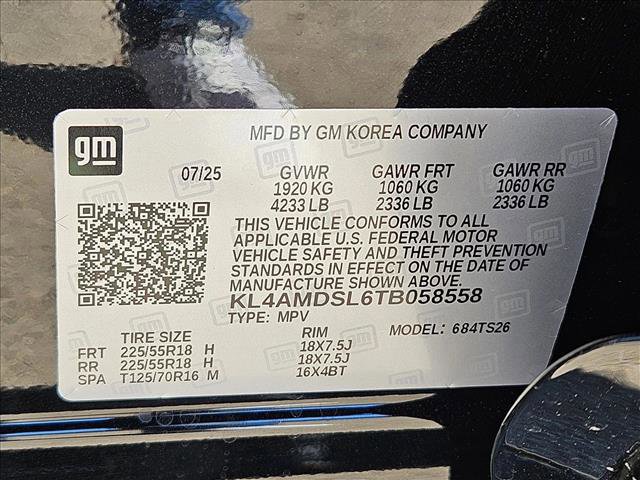 gm
MFD BY GM KOREA COMPANY
07/25 GVWR GAWR FRT GAWR RR
1920 KG 1060 KG 1060 KG
4233 LB 2336 LB 2336 LB
THIS VEHICLE CONFORMS TO ALL
APPLICABLE U.S. FEDERAL MOTOR
VEHICLE SAFETY AND THEFT PREVENTION
STANDARDS IN EFFECT ON THE DATE OF
MANUFACTURE SHOWN ABOVE.
KL4AMDSL6TB058558
TYPE: MPV MODEL: 684TS26
TIRE SIZE RIM
FRT 225/55R18 H 18X7.5J
RR 225/55R18 H 18X7.5J
SPA T125/70R16 M 16X4BT